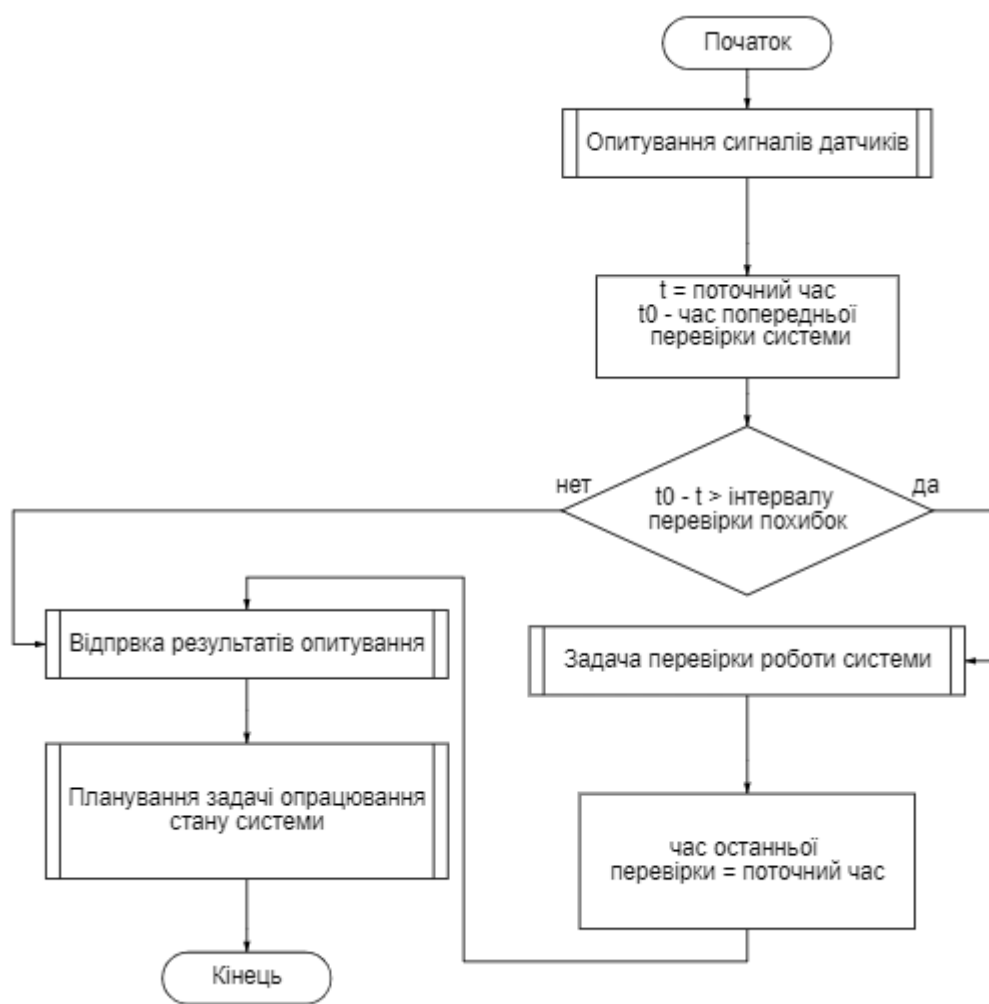 Початок
Опитування сигналів датчиків
t = поточний час
t0 - час попередньої
перевірки системи
нет
t0 - t > інтервалу
перевірки похибок
да
Відпрвка результатів опитування
Задача перевірки роботи системи
Планування задачі опрацювання
стану системи
час останньої
перевірки = поточний час
Кінець